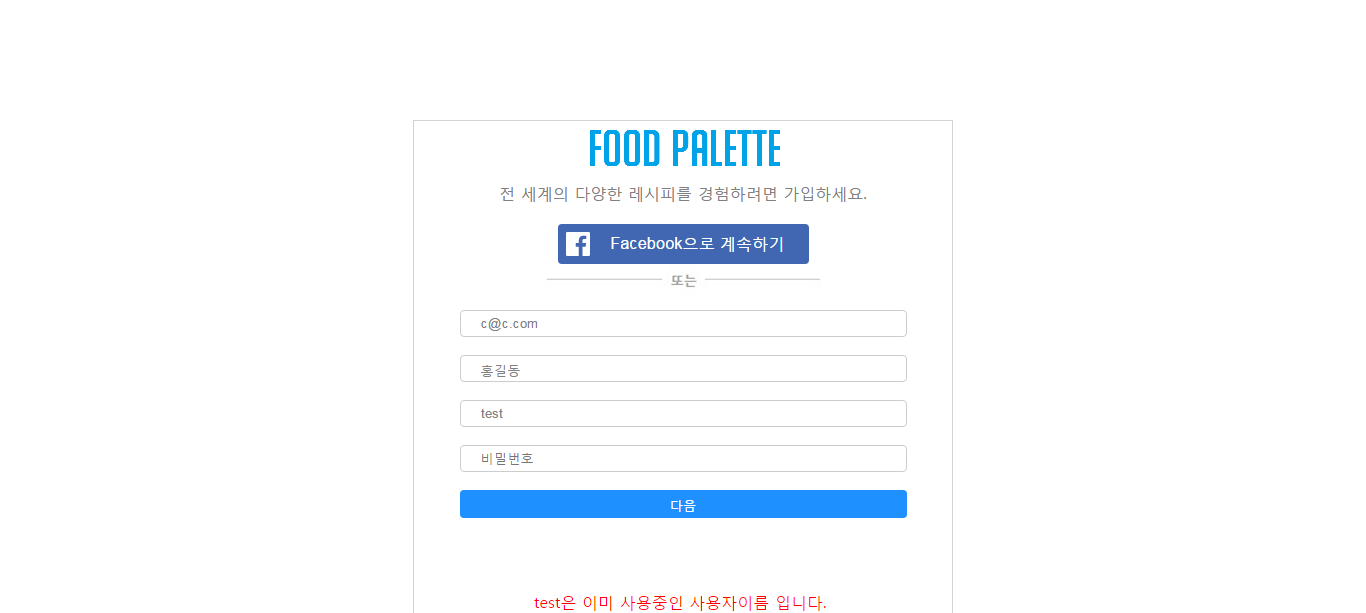 FOOD PALETTE
전 세계의 다양한 레시피를 경험하려면 가입하세요.
Facebook으로 계속하기
또는
c@c.com
홍길동
test
비밀번호
다음
test은 이미 사용중인 사용자이름 입니다.